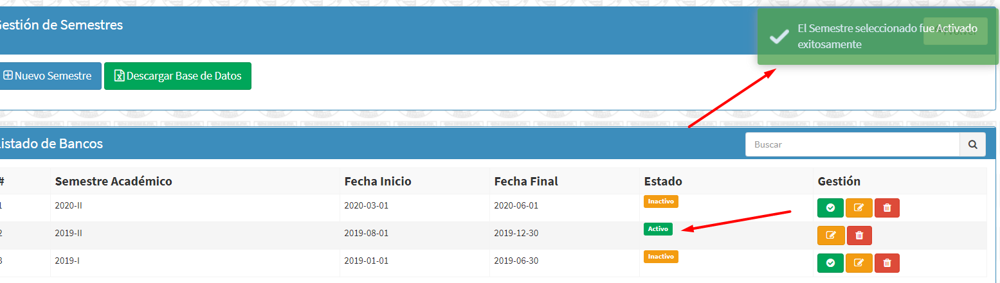 Gestión de Semestres
El Semestre seleccionado fue Activado
exitosamente
Nuevo Semestre
Descargar Base de Datos
Listado de Bancos
Buscar
# Semestre Académico Fecha Inicio Fecha Final Estado Gestión
1 2020-II 2020-03-01 2020-06-01 Inactivo
2 2019-II 2019-08-01 2019-12-30 Activo
3 2019-I 2019-01-01 2019-06-30 Inactivo